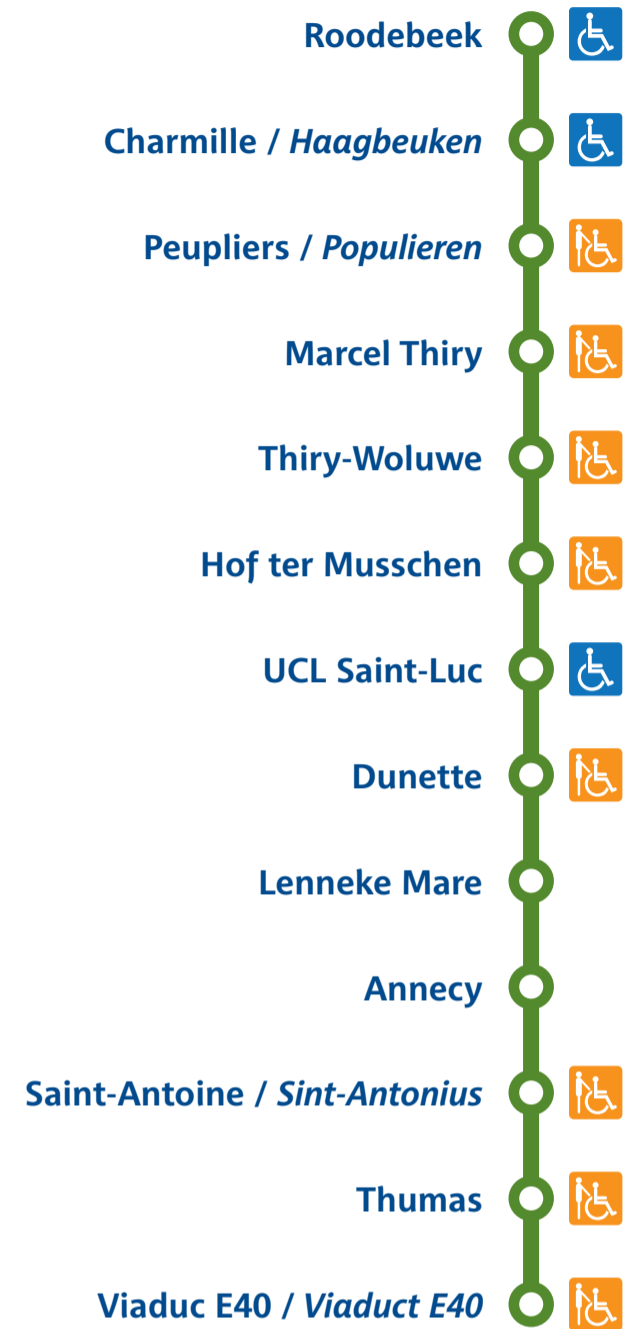 Roodebeek
Charmille / Haagbeuken
Peupliers / Populieren
Marcel Thiry
Thiry-Woluwe
Hof ter Musschen
UCL Saint-Luc
Dunette
Lenneke Mare
Annecy
Saint-Antoine / Sint-Antonius
Thumas
Viaduc E40 / Viaduct E40